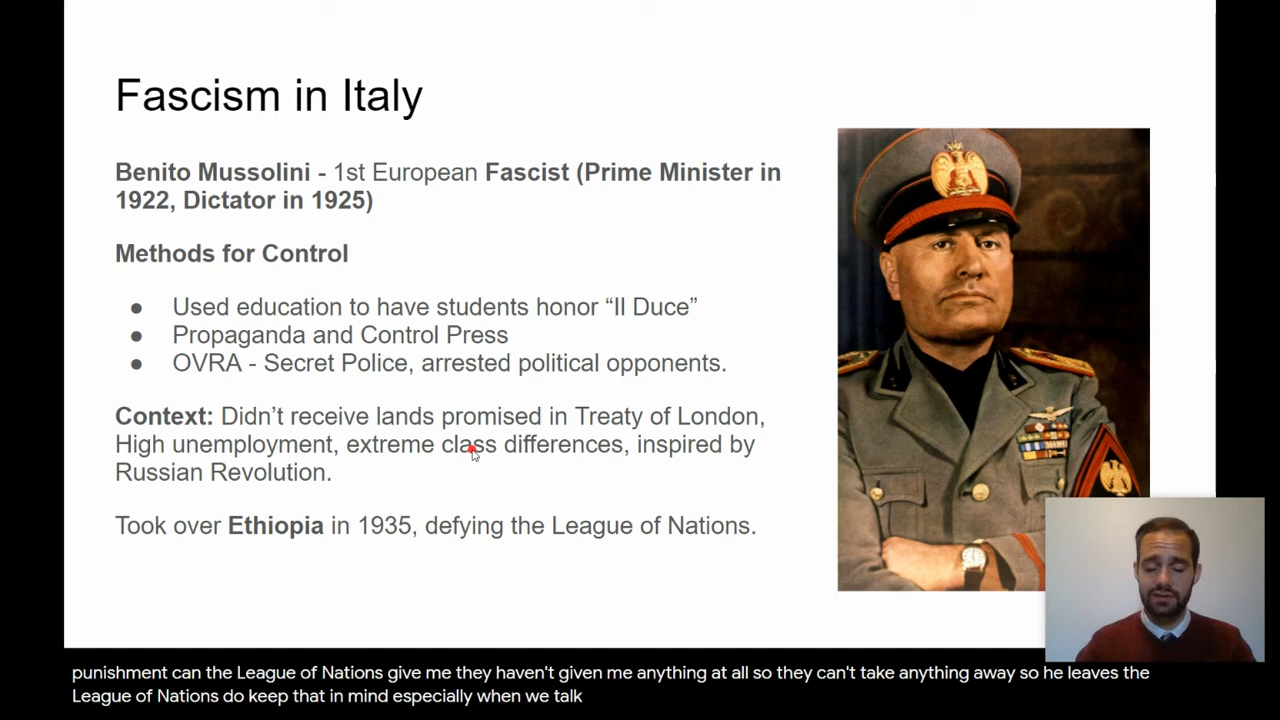 Fascism in Italy
Benito Mussolini - 1st European Fascist (Prime Minister in
1922, Dictator in 1925)
Methods for Control
● Used education to have students honor “Il Duce”
● Propaganda and Control Press
● OVRA - Secret Police, arrested political opponents.
Context: Didn’t receive lands promised in Treaty of London,
High unemployment, extreme class differences, inspired by
Russian Revolution.
Took over Ethiopia in 1935, defying the League of Nations.
punishment can the League of Nations give me they haven't given me anything at all so they can't take anything away so he leaves the
League of Nations do keep that in mind especially when we talk